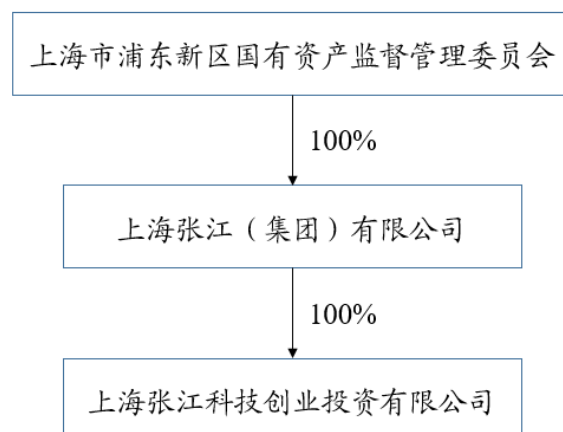 上海市浦东新区国有资产监督管理委员会
100%
上海张江（集团）有限公司
100%
上海张江科技创业投资有限公司